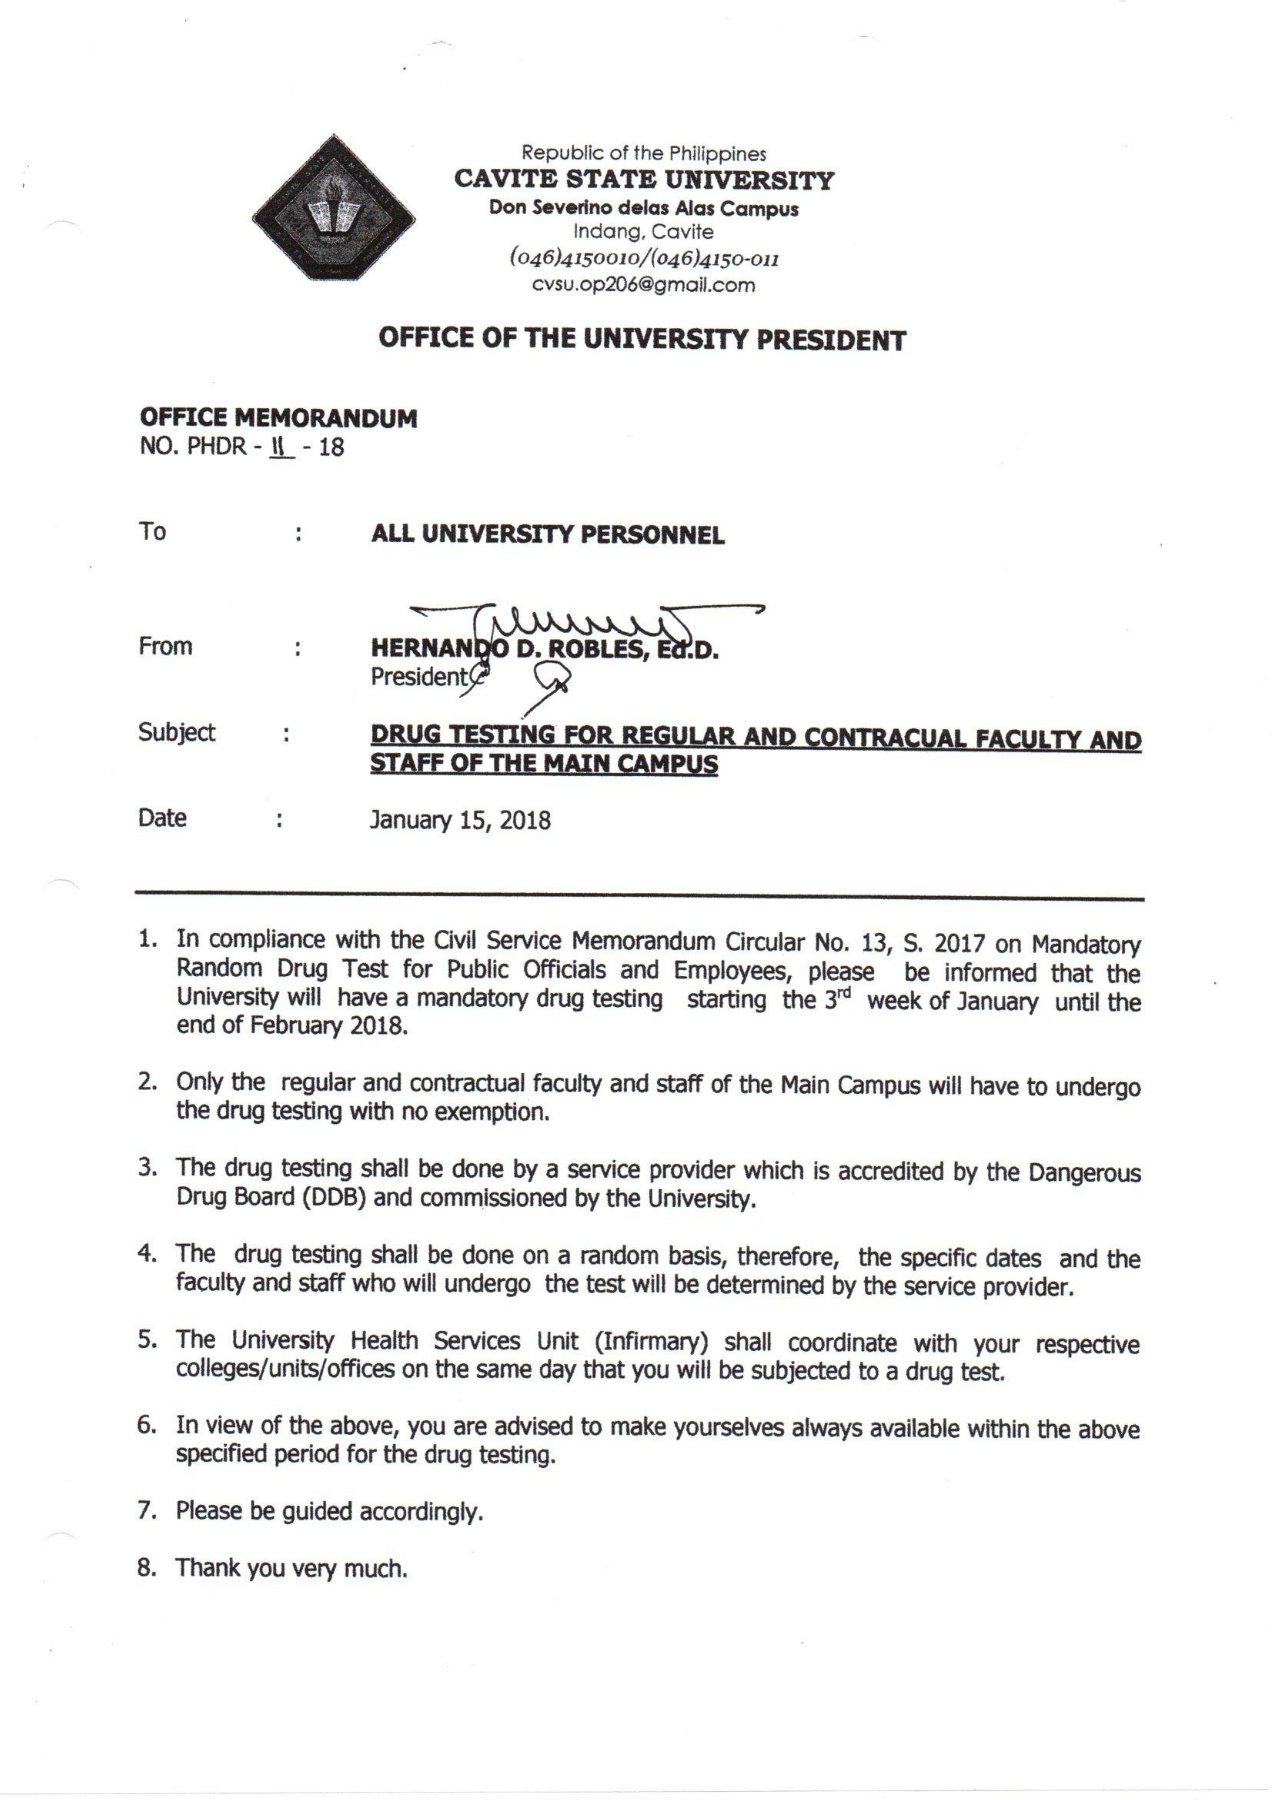 Republic of the Philippines
CAVITE STATE UNIVERSITY
Don Severino delas Alas Campus
Indang, Cavite
(046)4150010/(046)4150-011
cvsu.op206@gmail.com
OFFICE OF THE UNIVERSITY PRESIDENT
OFFICE MEMORANDUM
NO. PHDR - 11 - 18
To : ALL UNIVERSITY PERSONNEL
From : HERNANDO D. ROBLES, Ed.D.
President
Subject : DRUG TESTING FOR REGULAR AND CONTRACUAL FACULTY AND
STAFF OF THE MAIN CAMPUS
Date : January 15, 2018
1. In compliance with the Civil Service Memorandum Circular No. 13, S. 2017 on Mandatory
Random Drug Test for Public Officials and Employees, please be informed that the
University will have a mandatory drug testing starting the 3rd week of January until the
end of February 2018.
2. Only the regular and contractual faculty and staff of the Main Campus will have to undergo
the drug testing with no exemption.
3. The drug testing shall be done by a service provider which is accredited by the Dangerous
Drug Board (DDB) and commissioned by the University.
4. The drug testing shall be done on a random basis, therefore, the specific dates and the
faculty and staff who will undergo the test will be determined by the service provider.
5. The University Health Services Unit (Infirmary) shall coordinate with your respective
colleges/units/offices on the same day that you will be subjected to a drug test.
6. In view of the above, you are advised to make yourselves always available within the above
specified period for the drug testing.
7. Please be guided accordingly.
8. Thank you very much.